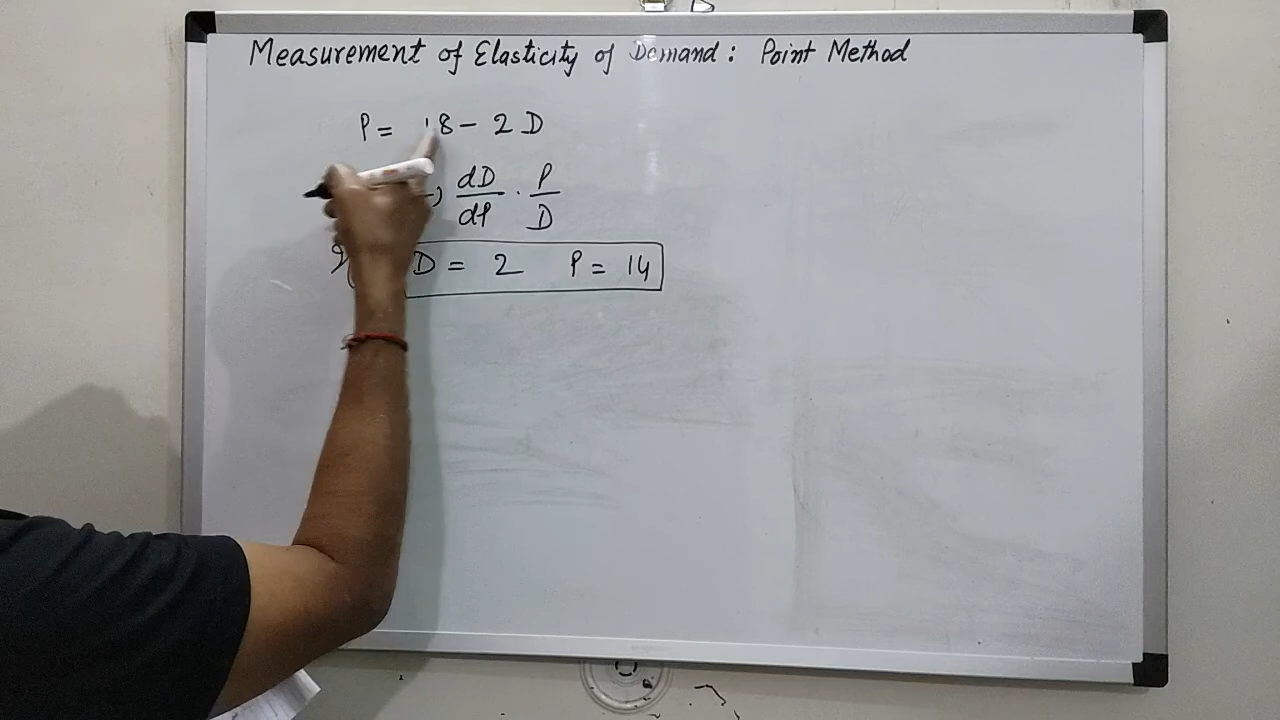 Measurement of Elasticity of Demand: Point Method
P = 18 - 2 D
dD/dP . P/D
D = 2 P = 14